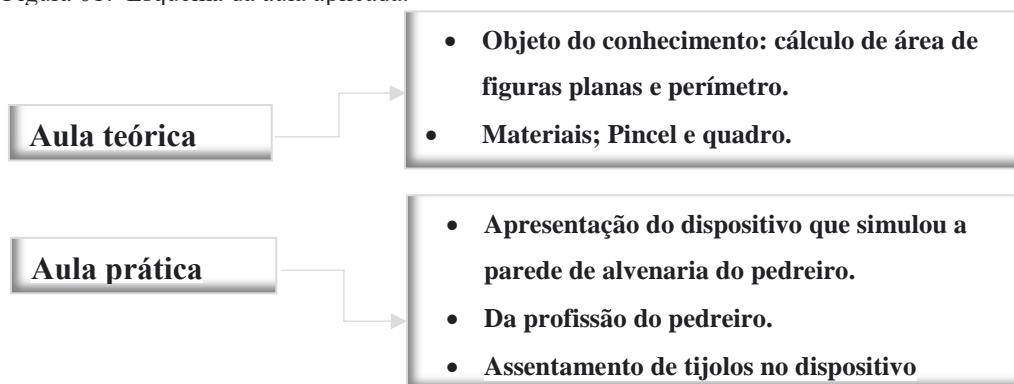 Figura 01: Esquema da aula aplicada.
• Objeto do conhecimento: cálculo de área de
figuras planas e perímetro.
Aula teórica
• Materiais; Pincel e quadro.
• Apresentação do dispositivo que simulou a
parede de alvenaria do pedreiro.
Aula prática
• Da profissão do pedreiro.
• Assentamento de tijolos no dispositivo